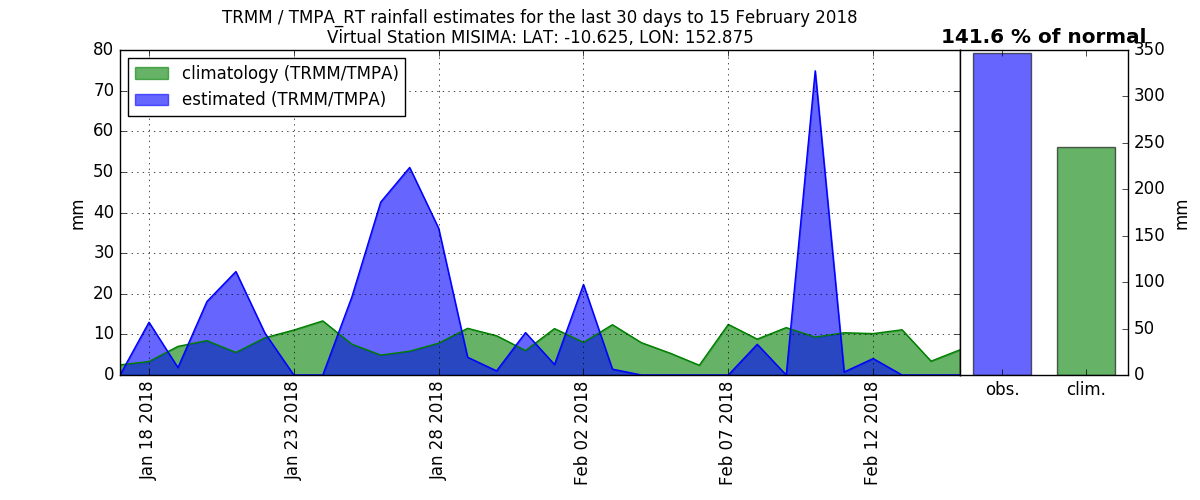 TRMM / TMPA_RT rainfall estimates for the last 30 days to 15 February 2018
Virtual Station MISIMA: LAT: -10.625, LON: 152.875
141.6 % of normal
climatology (TRMM/TMPA)
estimated (TRMM/TMPA)
mm
80
70
60
50
40
30
20
10
0
Jan 18 2018
Jan 23 2018
Jan 28 2018
Feb 02 2018
Feb 07 2018
Feb 12 2018
obs.
clim.
350
300
250
200
150
100
50
0
mm